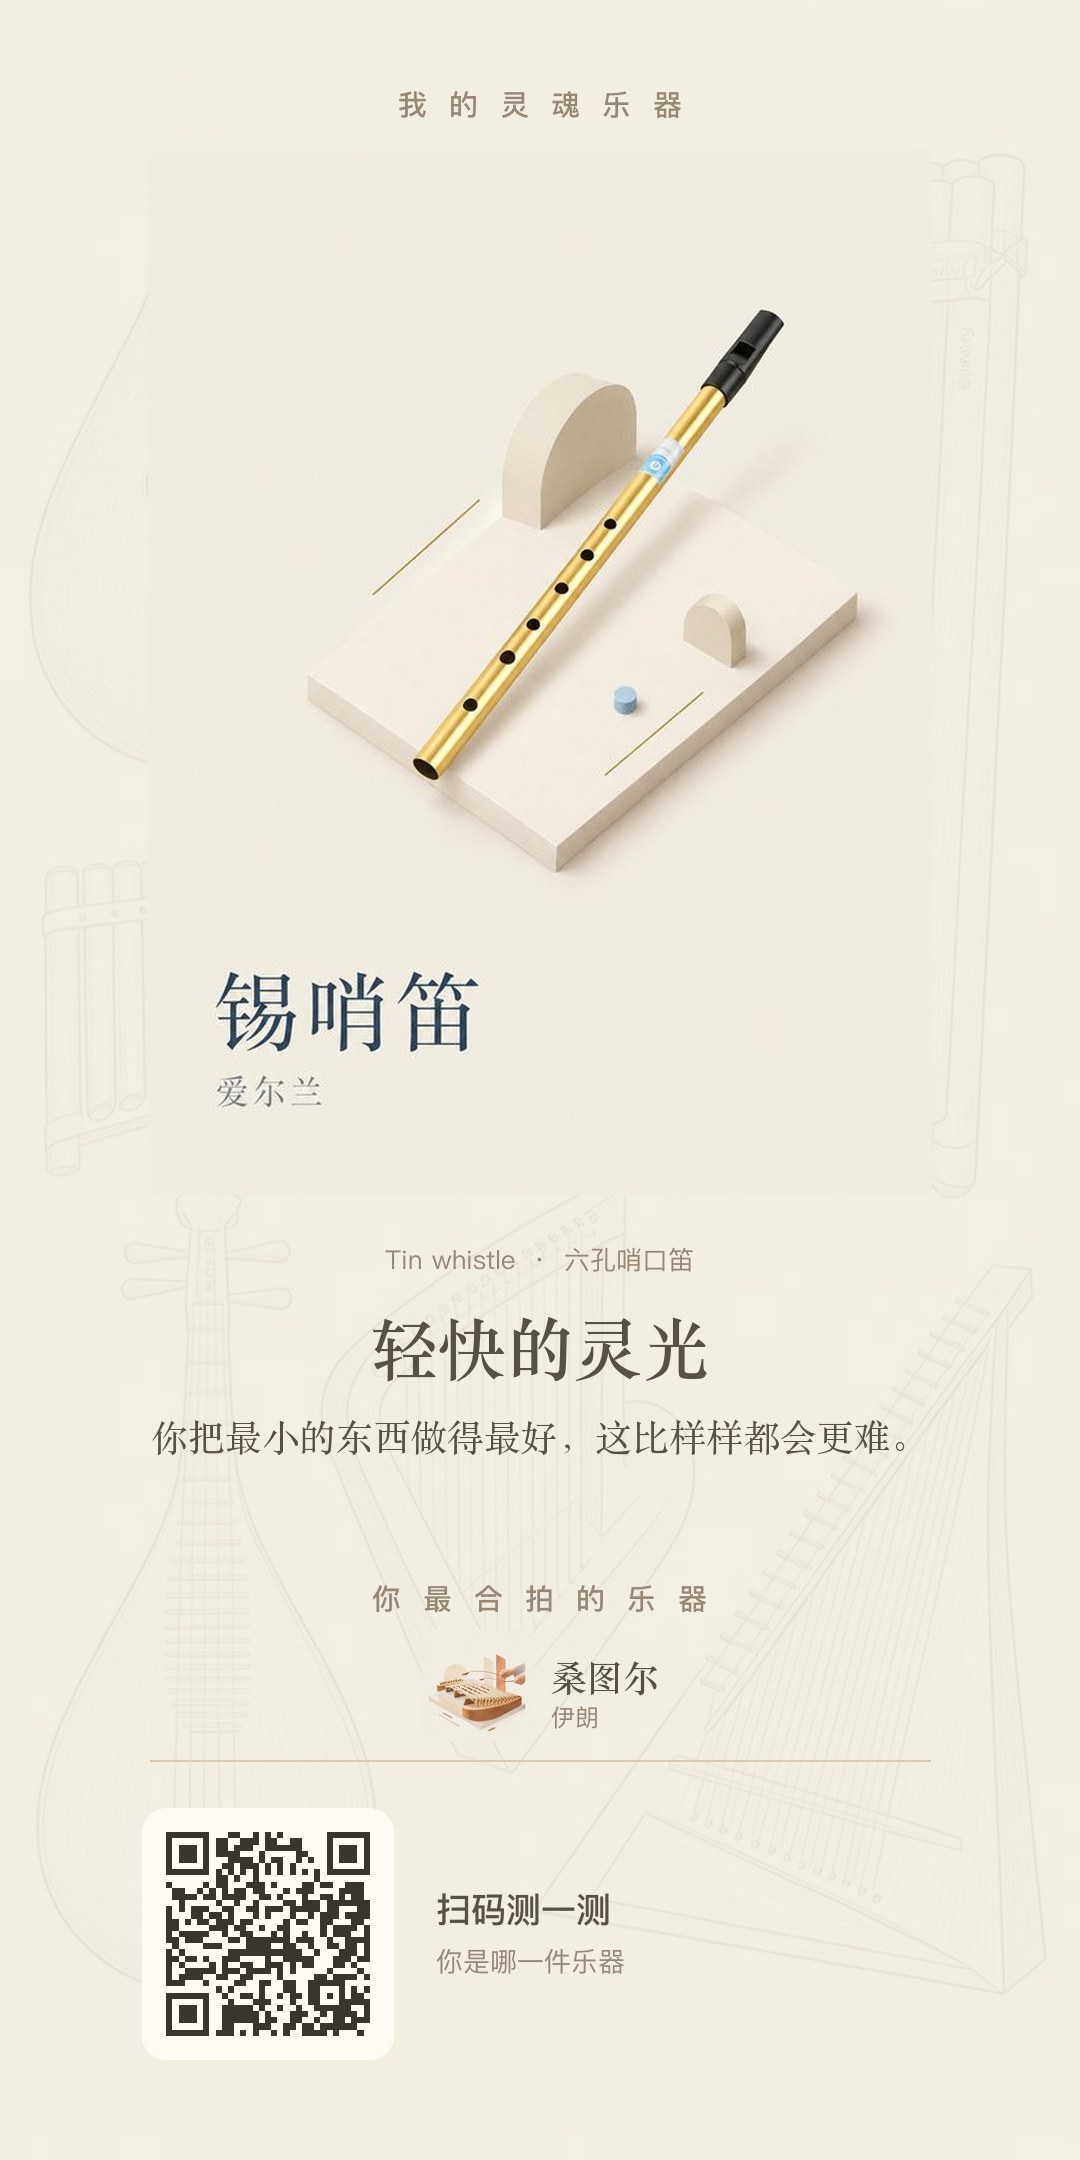 我的灵魂乐器
锡哨笛
爱尔兰
Tin whistle · 六孔哨口笛
轻快的灵光
你把最小的东西做得最好，这比样样都会更难。
你最合拍的乐器
桑图尔
伊朗
扫码测一测
你是哪一件乐器